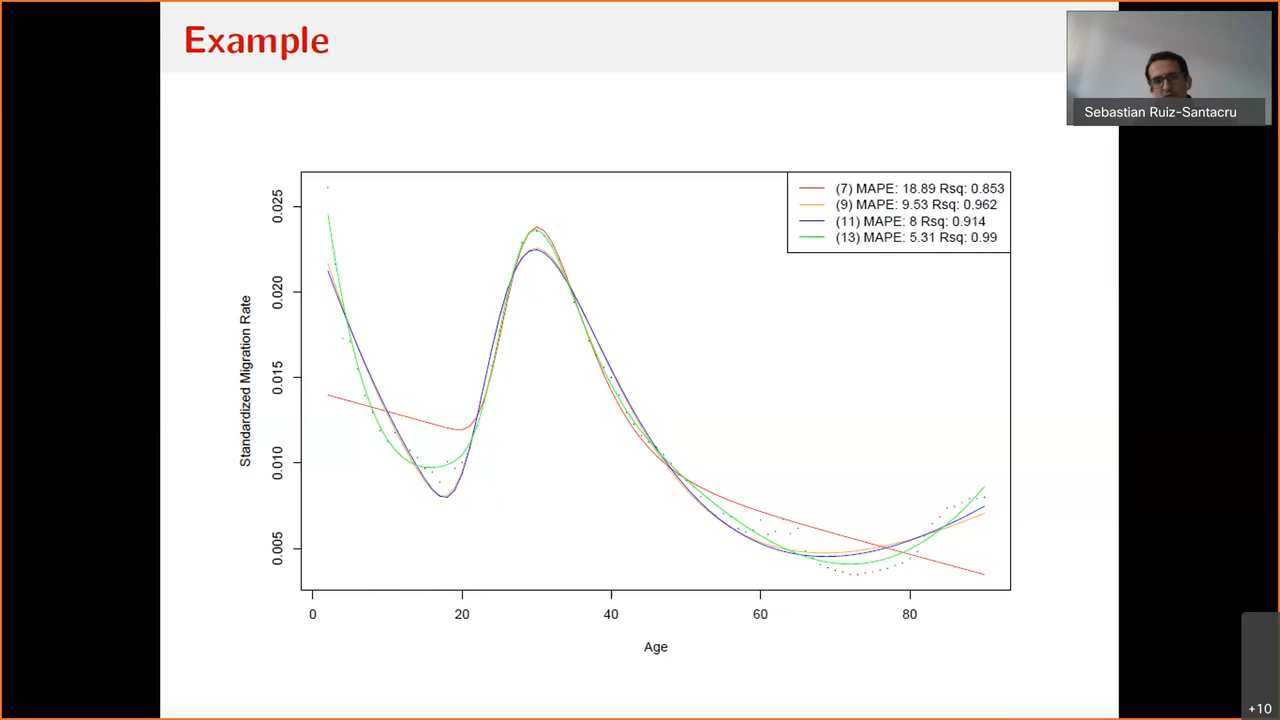 Example
Sebastian Ruiz-Santacru
(7) MAPE: 18.89 Rsq: 0.853
(9) MAPE: 9.53 Rsq: 0.962
(11) MAPE: 8 Rsq: 0.914
(13) MAPE: 5.31 Rsq: 0.99
Standardized Migration Rate
0.025
0.020
0.015
0.010
0.005
0 20 40 60 80
Age
+10